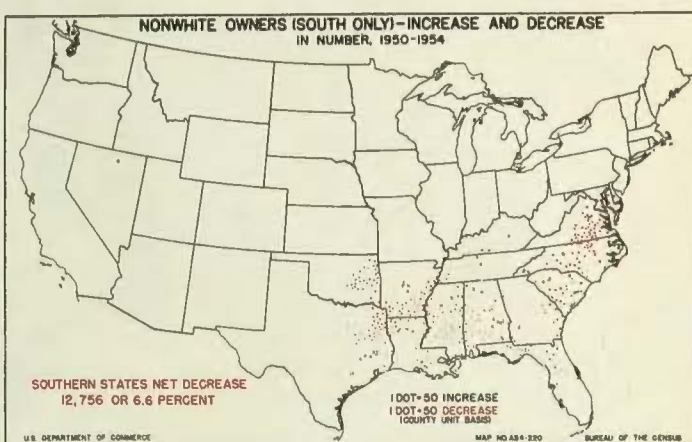 NONWHITE OWNERS (SOUTH ONLY)-INCREASE AND DECREASE
IN NUMBER, 1950-1954
SOUTHERN STATES NET DECREASE
12,756 OR 6.6 PERCENT
1 DOT=50 INCREASE
1 DOT=50 DECREASE
(COUNTY UNIT BASIS)
U.S. DEPARTMENT OF COMMERCE
MAP NO. A54-220
BUREAU OF THE CENSUS